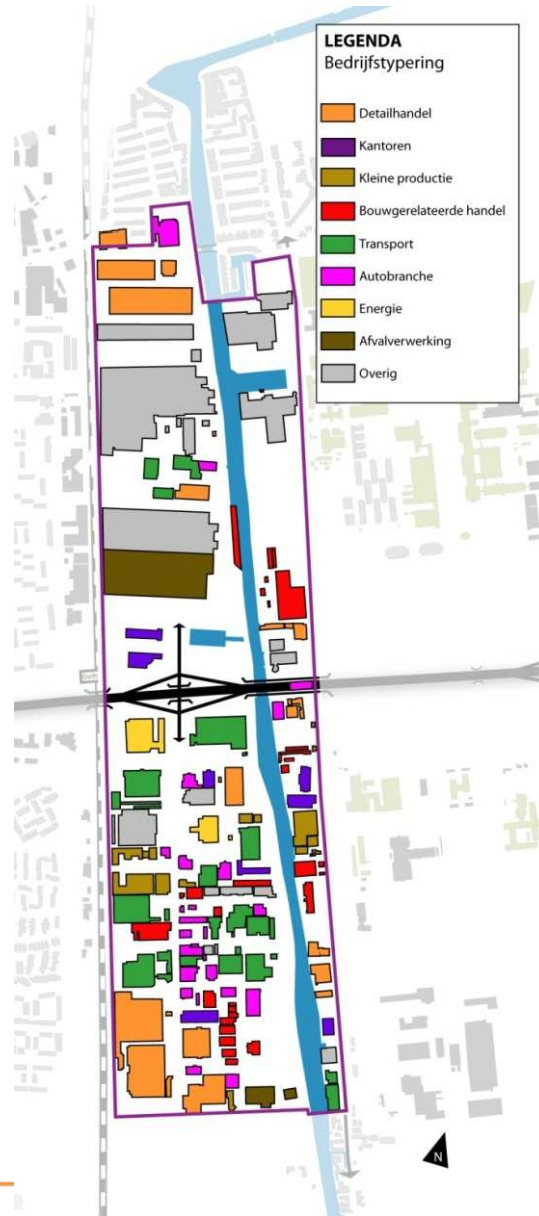 LEGENDA
Bedrijfstypering
Detailhandel
Kantoren
Kleine productie
Bouwgerelateerde handel
Transport
Autobranche
Energie
Afvalverwerking
Overig
N